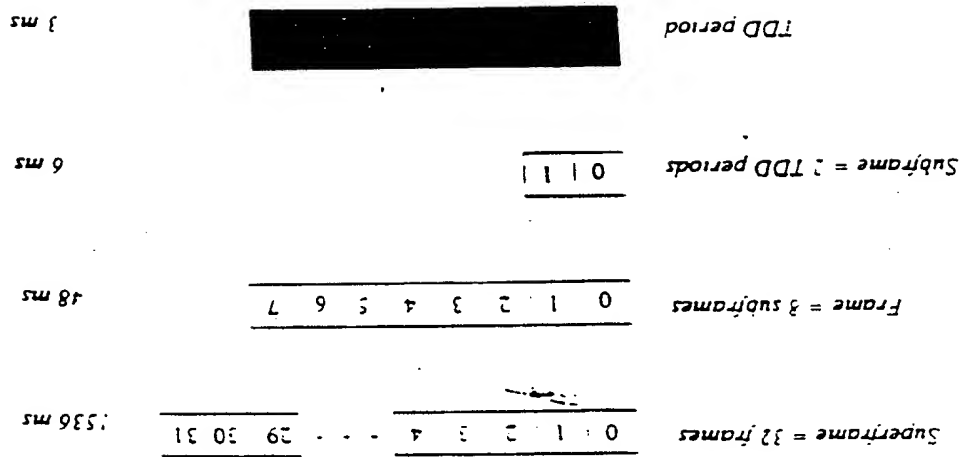 Superframe = 32 frames 0 1 2 3 4 - - - 29 30 31 1536 ms
Frame = 8 subframes 0 1 2 3 4 5 6 7 48 ms
Subframe = 2 TDD periods 0 | 1 | 6 ms
TDD period 3 ms